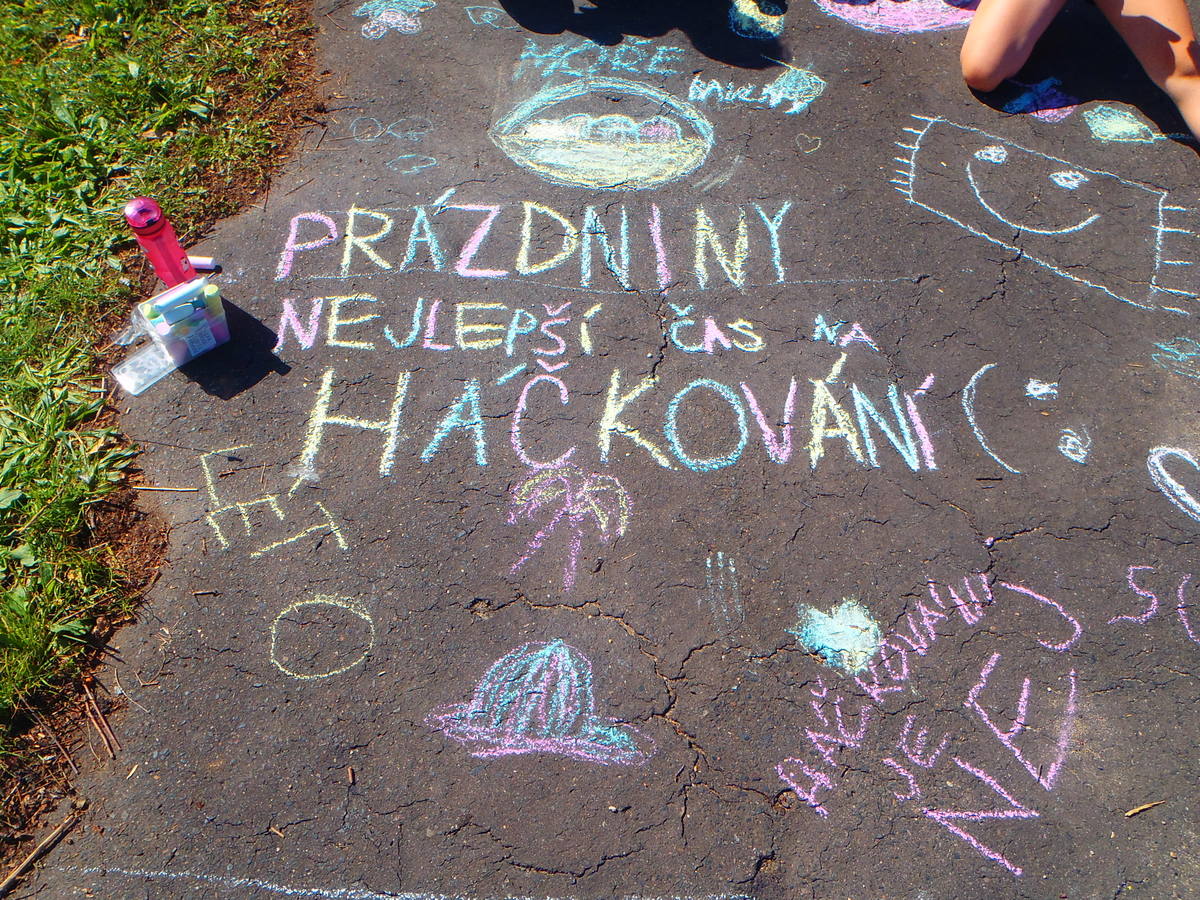 PRÁZDNINY
NEJLEPŠÍ ČAS NA
HÁČKOVÁNÍ (:
HÁČKOVÁNÍ
JE
NEJ